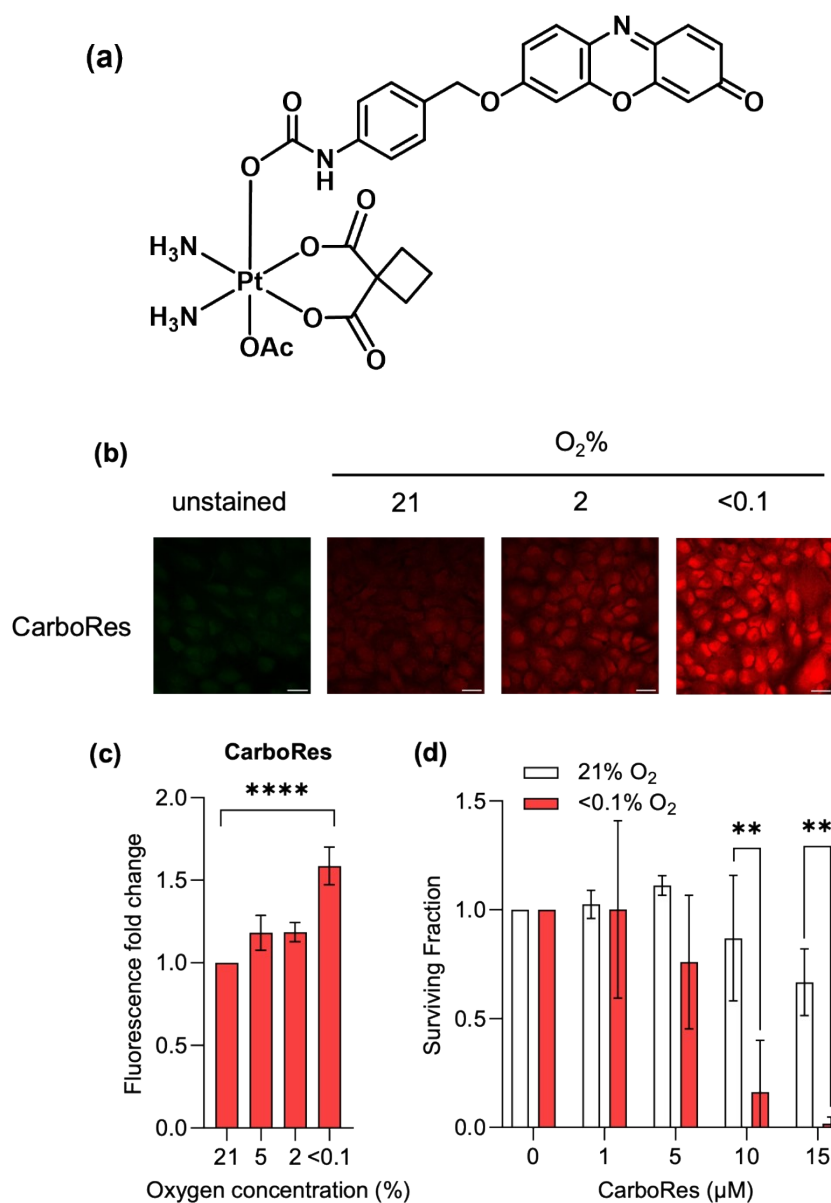 (a)
N
O
O
O
O
O
N
H
O
O
H₃N
O
Pt
H₃N
O
OAc
O
(b)
O₂%
unstained
21
2
<0.1
CarboRes
(c)
CarboRes
****
Fluorescence fold change
2.0
1.5
1.0
0.5
0.0
21 5 2 <0.1
Oxygen concentration (%)
(d)
21% O₂
<0.1% O₂
**
**
Surviving Fraction
1.5
1.0
0.5
0.0
0 1 5 10 15
CarboRes (µM)